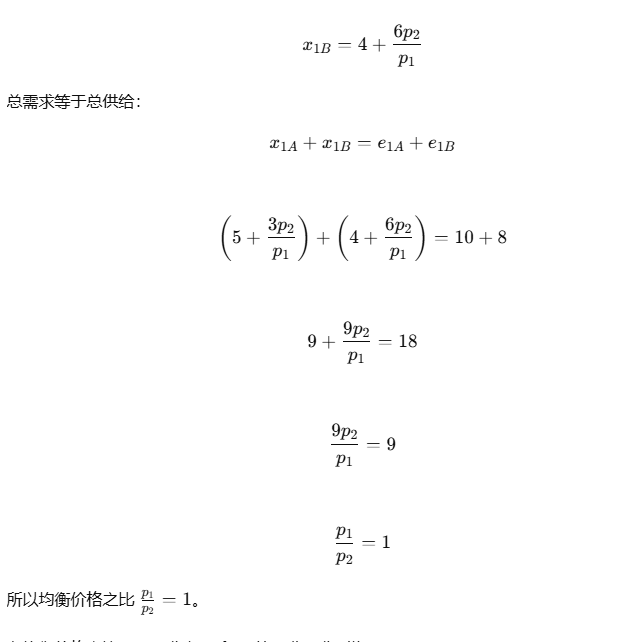 x_{1B} = 4 + \frac{6p_2}{p_1}
总需求等于总供给：
x_{1A} + x_{1B} = e_{1A} + e_{1B}
\left(5 + \frac{3p_2}{p_1}\right) + \left(4 + \frac{6p_2}{p_1}\right) = 10 + 8
9 + \frac{9p_2}{p_1} = 18
\frac{9p_2}{p_1} = 9
\frac{p_1}{p_2} = 1
所以均衡价格之比 \frac{p_1}{p_2} = 1。